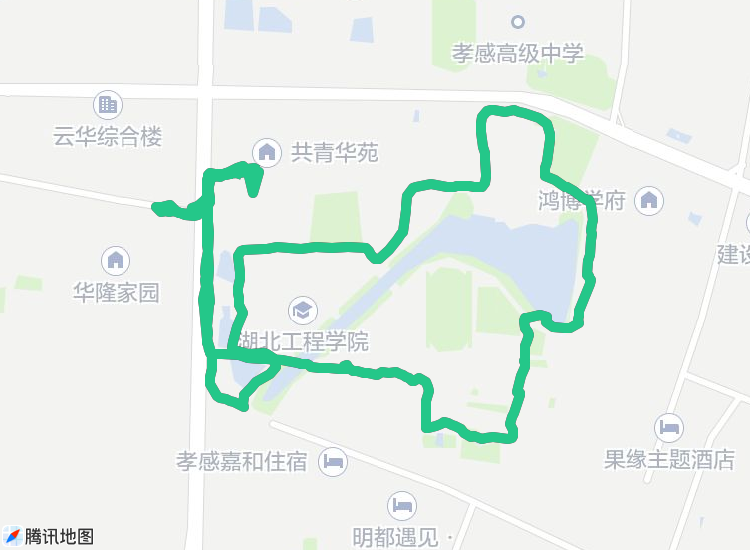 孝感高级中学
云华综合楼
共青华苑
鸿博学府
建设
华隆家园
湖北工程学院
孝感嘉和住宿
果缘主题酒店
明都遇见·
腾讯地图